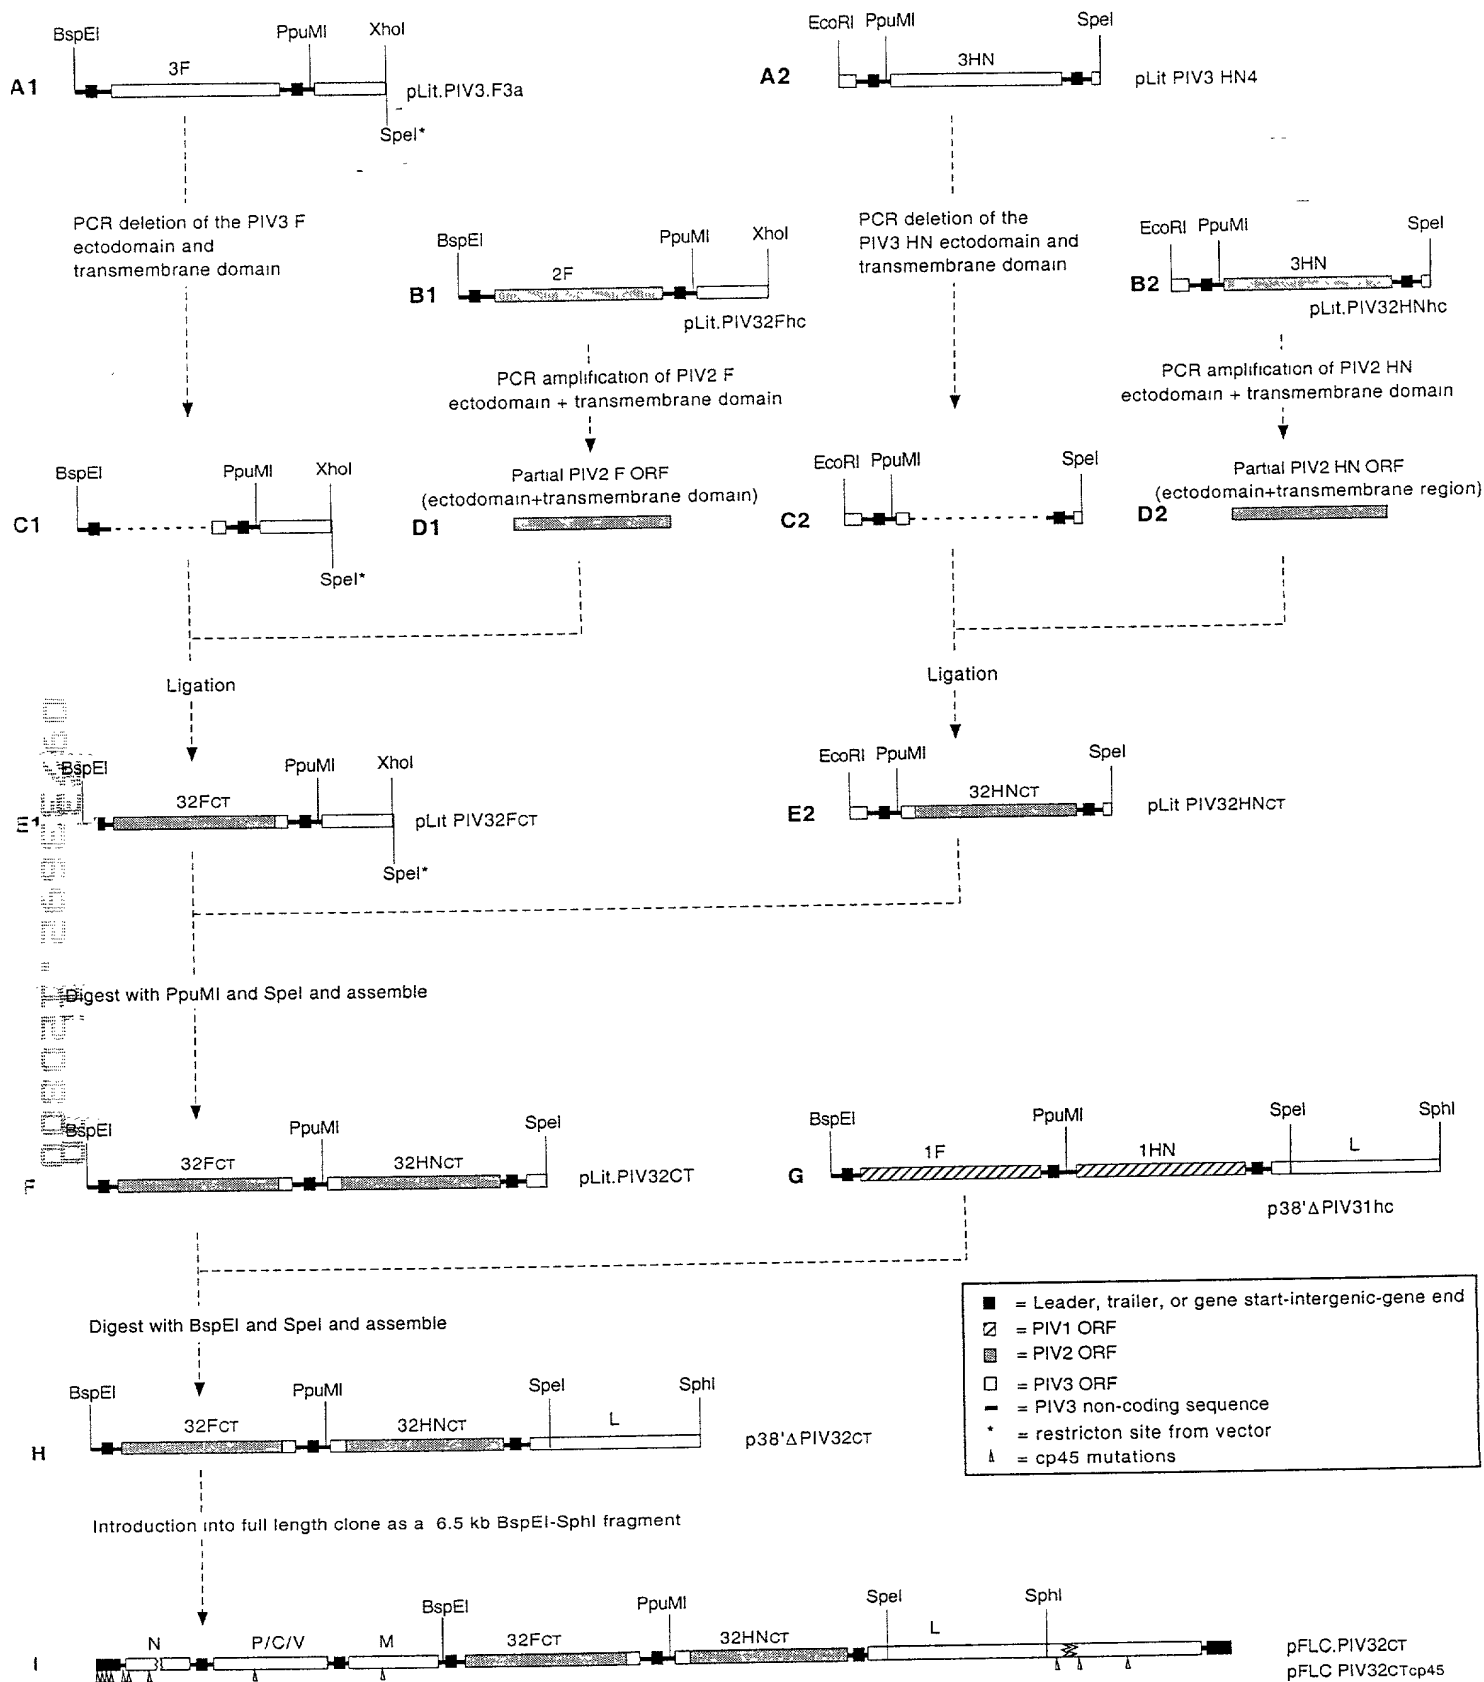 BspEI PpuMI XhoI
3F
A1
pLit.PIV3.F3a
SpeI*
EcoRI PpuMI SpeI
3HN
A2
pLit PIV3 HN4
PCR deletion of the PIV3 F
ectodomain and
transmembrane domain
BspEI PpuMI XhoI
2F
B1
pLit.PIV32Fhc
PCR deletion of the
PIV3 HN ectodomain and
transmembrane domain
EcoRI PpuMI SpeI
3HN
B2
pLit.PIV32HNhc
PCR amplification of PIV2 F
ectodomain + transmembrane domain
PCR amplification of PIV2 HN
ectodomain + transmembrane domain
BspEI PpuMI XhoI
C1
SpeI*
Partial PIV2 F ORF
(ectodomain+transmembrane domain)
D1
EcoRI PpuMI SpeI
C2
Partial PIV2 HN ORF
(ectodomain+transmembrane region)
D2
Ligation
Ligation
BspEI PpuMI XhoI
32FCT
E1
pLit PIV32FCT
SpeI*
EcoRI PpuMI SpeI
32HNCT
E2
pLit PIV32HNCT
Digest with PpuMI and SpeI and assemble
BspEI PpuMI SpeI
32FCT 32HNCT
F
pLit.PIV32CT
BspEI PpuMI SpeI SphI
1F 1HN L
G
p38'ΔPIV31hc
Digest with BspEI and SpeI and assemble
= Leader, trailer, or gene start-intergenic-gene end
= PIV1 ORF
= PIV2 ORF
= PIV3 ORF
= PIV3 non-coding sequence
* = restricton site from vector
= cp45 mutations
BspEI PpuMI SpeI SphI
32FCT 32HNCT L
H
p38'ΔPIV32CT
Introduction into full length clone as a 6.5 kb BspEI-SphI fragment
BspEI PpuMI SpeI SphI
N P/C/V M 32FCT 32HNCT L
I
pFLC.PIV32CT
pFLC PIV32CTcp45